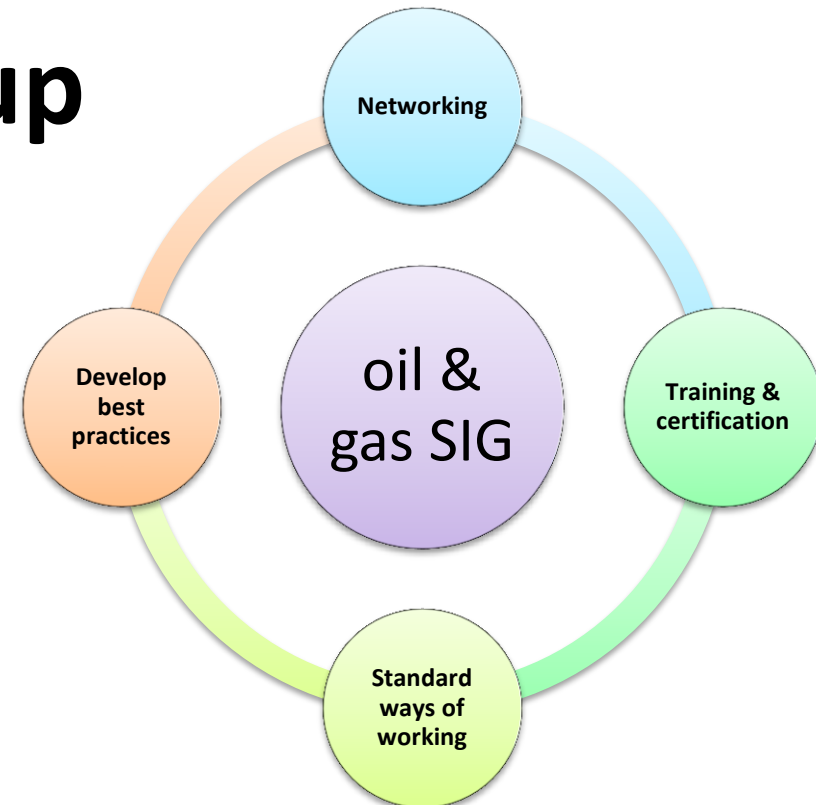 up
Networking
Develop
best
practices
oil &
gas SIG
Training &
certification
Standard
ways of
working